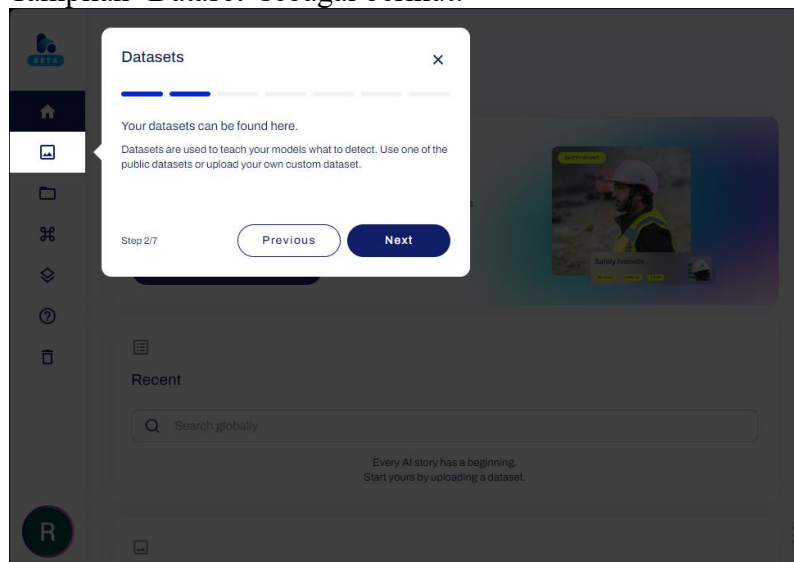 Tampilan "Dataset" sebagai berikut:
BETA
Datasets
Your datasets can be found here.
Datasets are used to teach your models what to detect. Use one of the
public datasets or upload your own custom dataset.
Step 2/7
Previous
Next
Safety helmets
Recent
Search globally
Every AI story has a beginning.
Start yours by uploading a dataset.
R